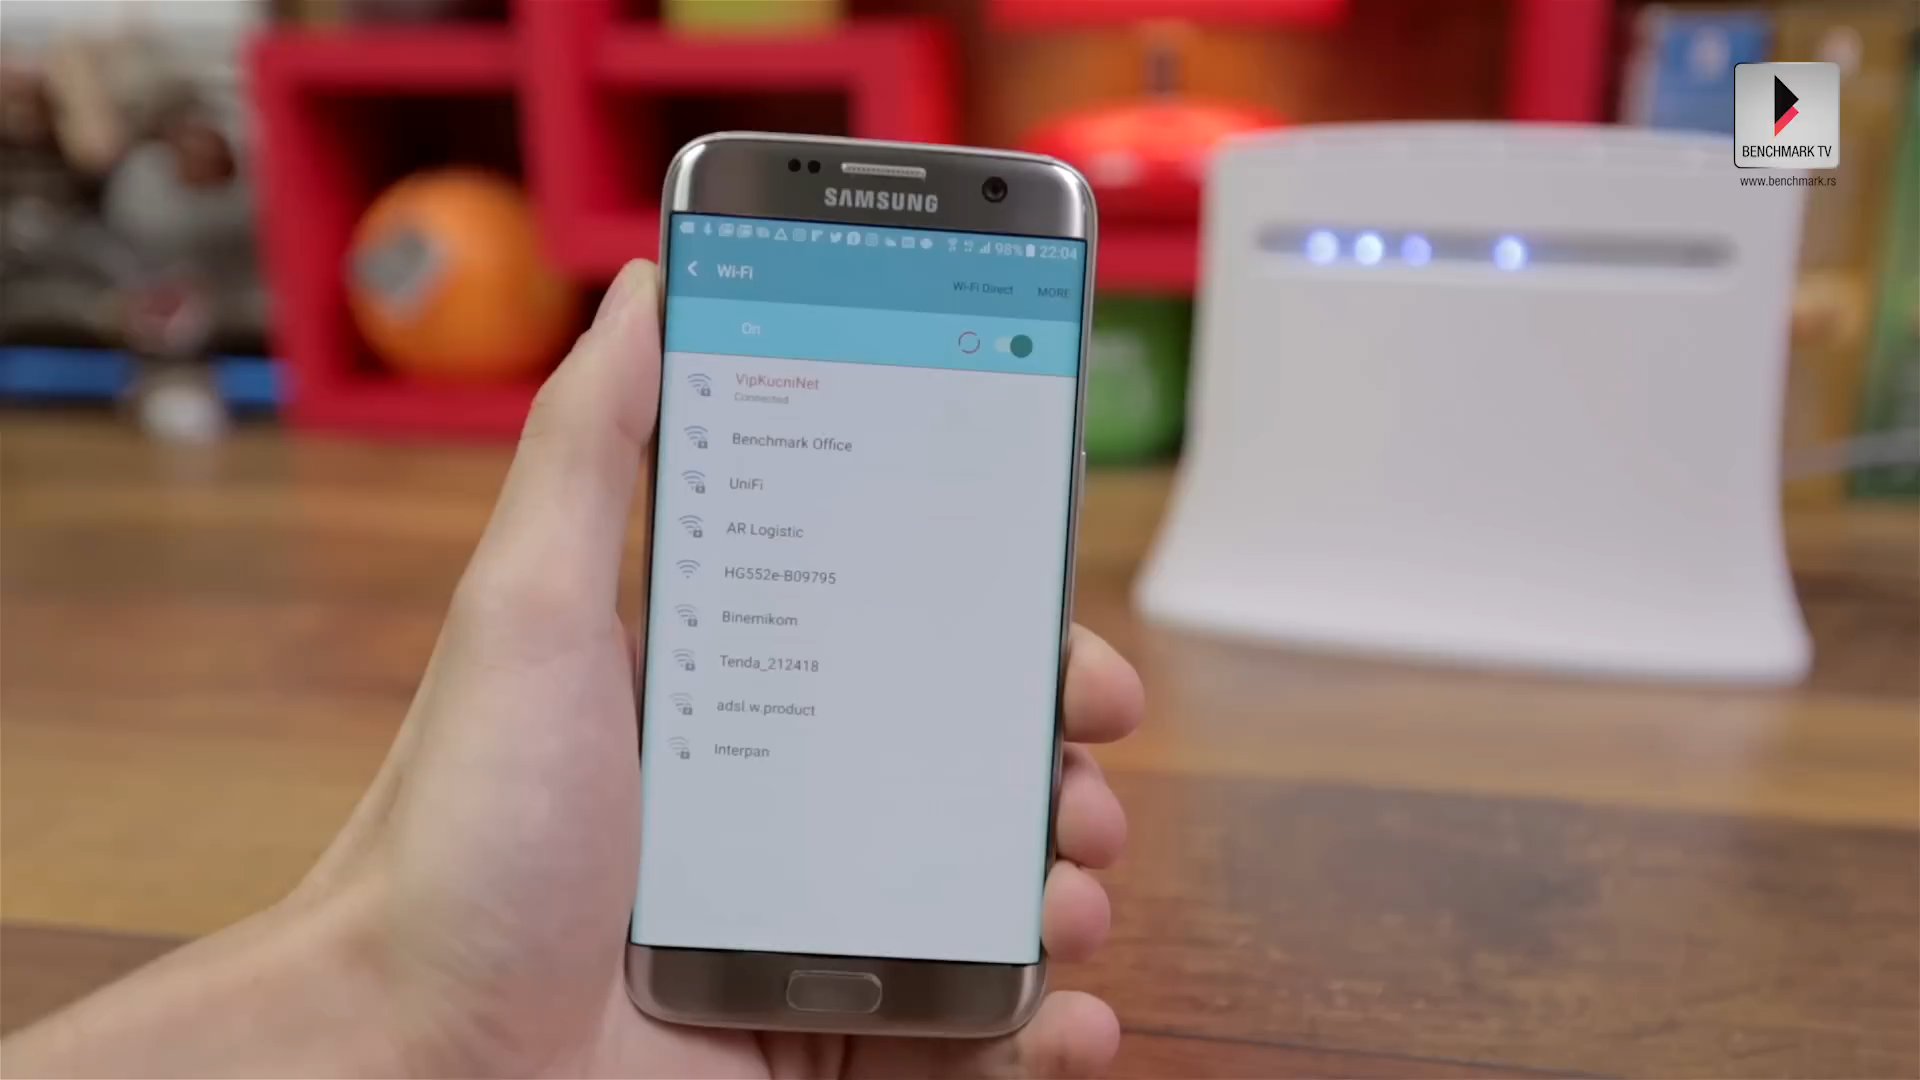 BENCHMARK TV
www.benchmark.rs
SAMSUNG
98% 22:04
Wi-Fi
Wi-Fi Direct MORE
On
VipKucniNet
Connected
Benchmark Office
UniFi
AR Logistic
HG552e-B09795
Binemikom
Tenda_212418
adsl.w.product
Interpan